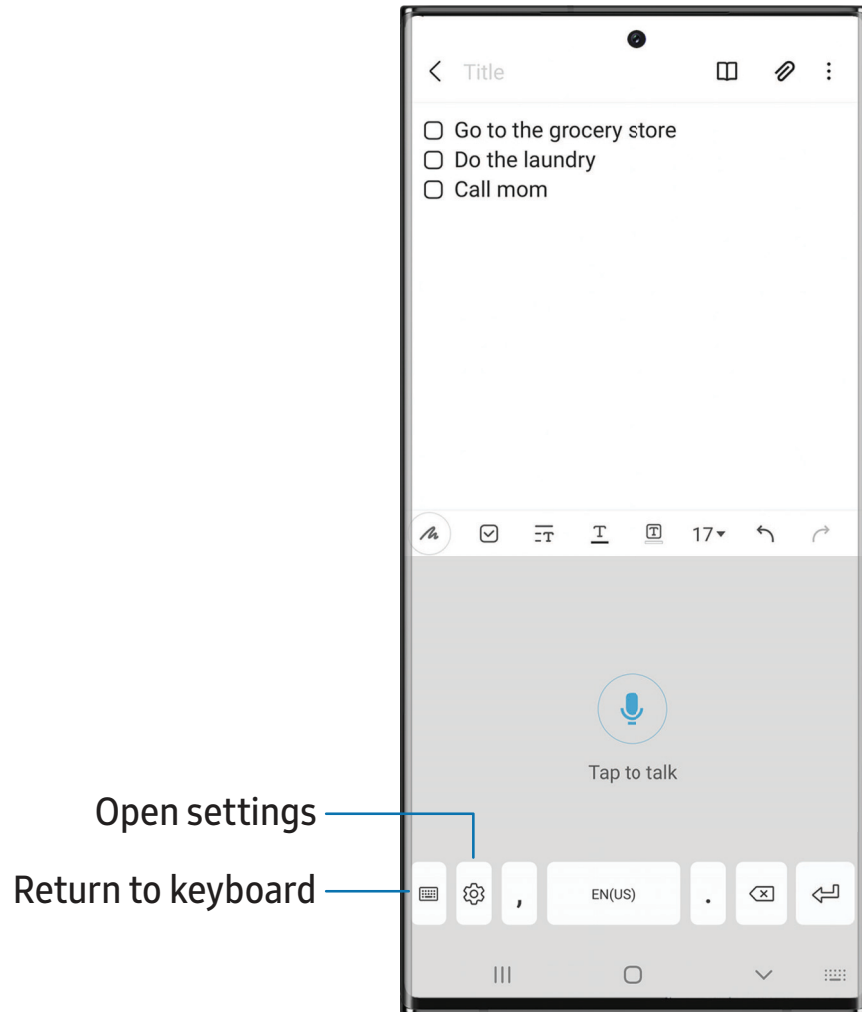 Title
Go to the grocery store
Do the laundry
Call mom
17
Tap to talk
Open settings
Return to keyboard
, EN(US) .